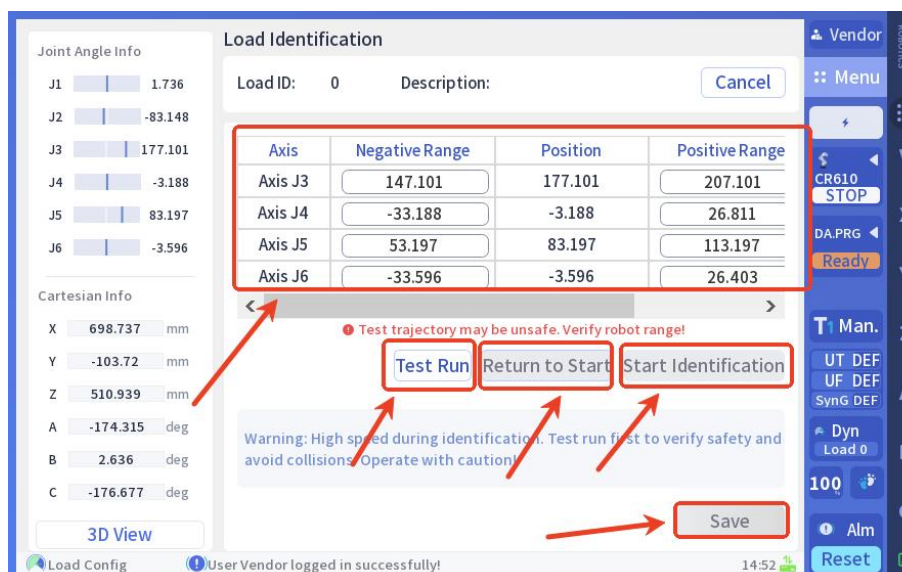 Joint Angle Info
J1 1.736
J2 -83.148
J3 177.101
J4 -3.188
J5 83.197
J6 -3.596
Cartesian Info
X 698.737 mm
Y -103.72 mm
Z 510.939 mm
A -174.315 deg
B 2.636 deg
C -176.677 deg
3D View
Load Identification
Load ID: 0 Description: Cancel
Axis Negative Range Position Positive Range
Axis J3 147.101 177.101 207.101
Axis J4 -33.188 -3.188 26.811
Axis J5 53.197 83.197 113.197
Axis J6 -33.596 -3.596 26.403
Test trajectory may be unsafe. Verify robot range!
Test Run Return to Start Start Identification
Warning: High speed during identification. Test run first to verify safety and
avoid collisions. Operate with caution!
Save
Vendor
Menu
CR610
STOP
DA.PRG
Ready
T1 Man.
UT DEF
UF DEF
SynG DEF
Dyn
Load 0
100%
Alm
Reset
Load Config User Vendor logged in successfully! 14:52